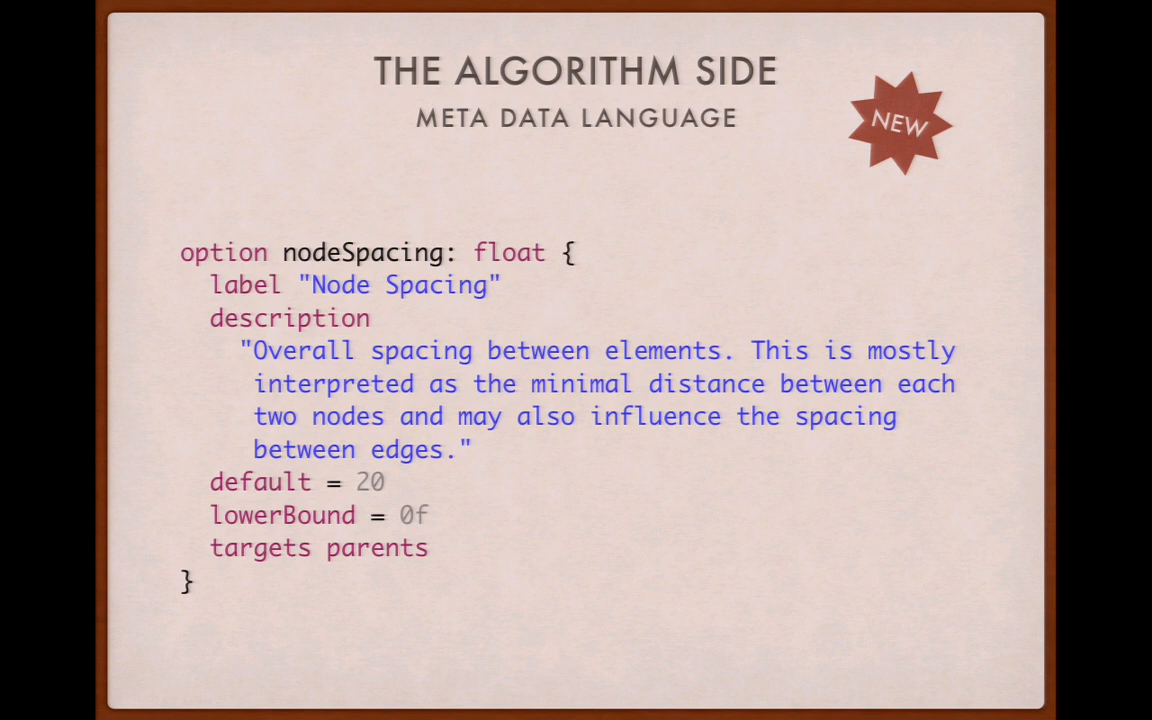 THE ALGORITHM SIDE
META DATA LANGUAGE
NEW
option nodeSpacing: float {
  label "Node Spacing"
  description
    "Overall spacing between elements. This is mostly
     interpreted as the minimal distance between each
     two nodes and may also influence the spacing
     between edges."
  default = 20
  lowerBound = 0f
  targets parents
}